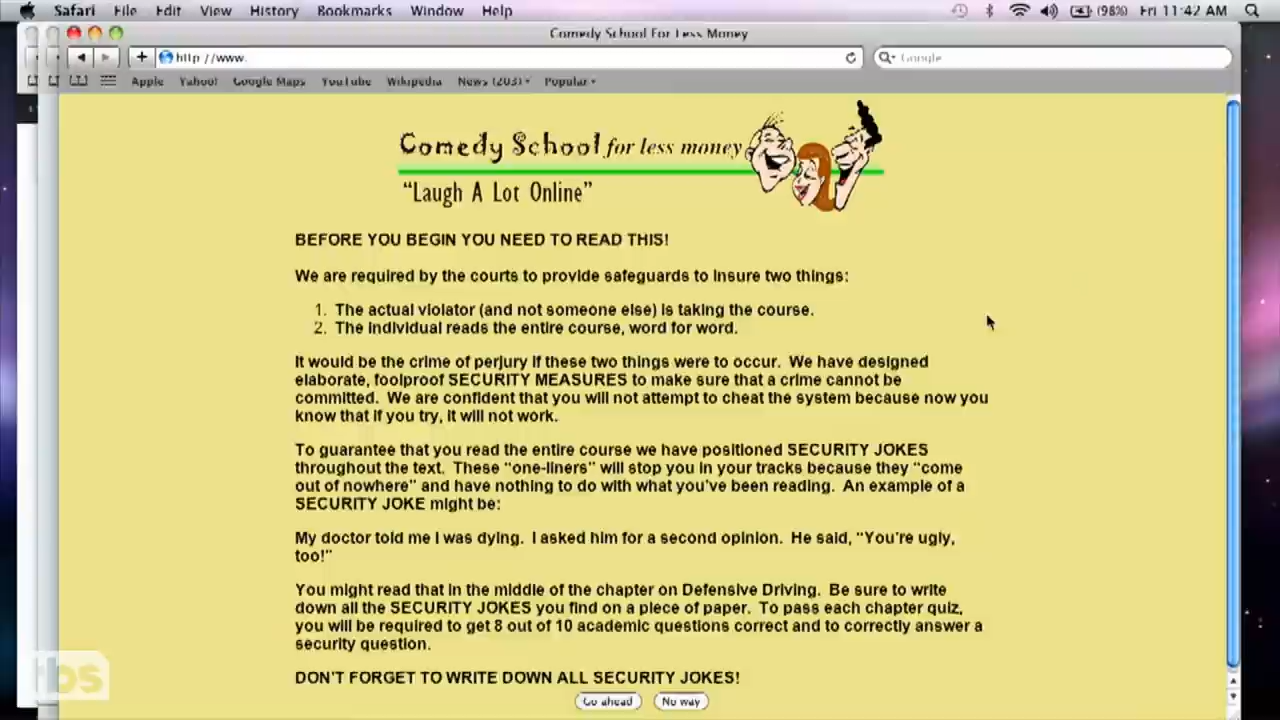 Safari File Edit View History Bookmarks Window Help (98%) Fri 11:42 AM
Comedy School For Less Money
http://www.
Google
Apple Yahoo! Google Maps YouTube Wikipedia News (203) Popular
Comedy School for less money
“Laugh A Lot Online”
BEFORE YOU BEGIN YOU NEED TO READ THIS!
We are required by the courts to provide safeguards to insure two things:
1. The actual violator (and not someone else) is taking the course.
2. The individual reads the entire course, word for word.
It would be the crime of perjury if these two things were to occur. We have designed
elaborate, foolproof SECURITY MEASURES to make sure that a crime cannot be
committed. We are confident that you will not attempt to cheat the system because now you
know that if you try, it will not work.
To guarantee that you read the entire course we have positioned SECURITY JOKES
throughout the text. These “one-liners” will stop you in your tracks because they “come
out of nowhere” and have nothing to do with what you’ve been reading. An example of a
SECURITY JOKE might be:
My doctor told me I was dying. I asked him for a second opinion. He said, “You’re ugly,
too!”
You might read that in the middle of the chapter on Defensive Driving. Be sure to write
down all the SECURITY JOKES you find on a piece of paper. To pass each chapter quiz,
you will be required to get 8 out of 10 academic questions correct and to correctly answer a
security question.
DON’T FORGET TO WRITE DOWN ALL SECURITY JOKES!
Go ahead No way
tbs